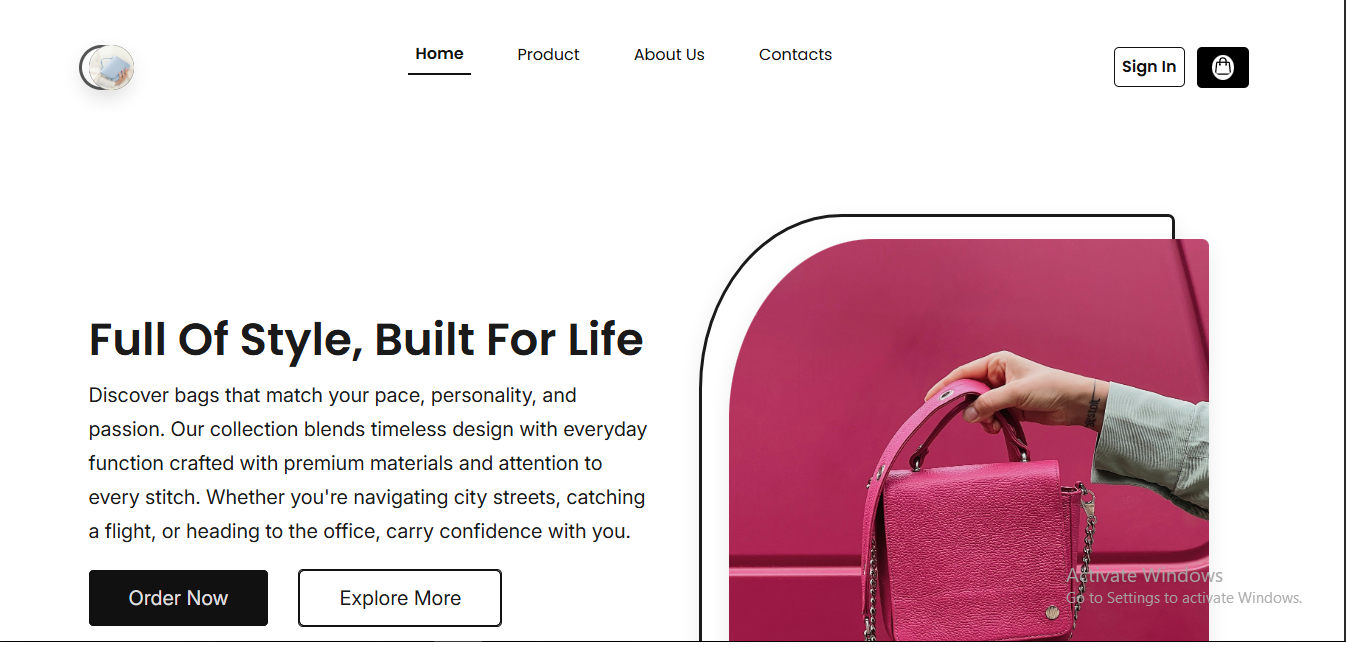 Home
Product
About Us
Contacts
Sign In
Full Of Style, Built For Life
Discover bags that match your pace, personality, and
passion. Our collection blends timeless design with everyday
function crafted with premium materials and attention to
every stitch. Whether you're navigating city streets, catching
a flight, or heading to the office, carry confidence with you.
Order Now
Explore More
Activate Windows
Go to Settings to activate Windows.